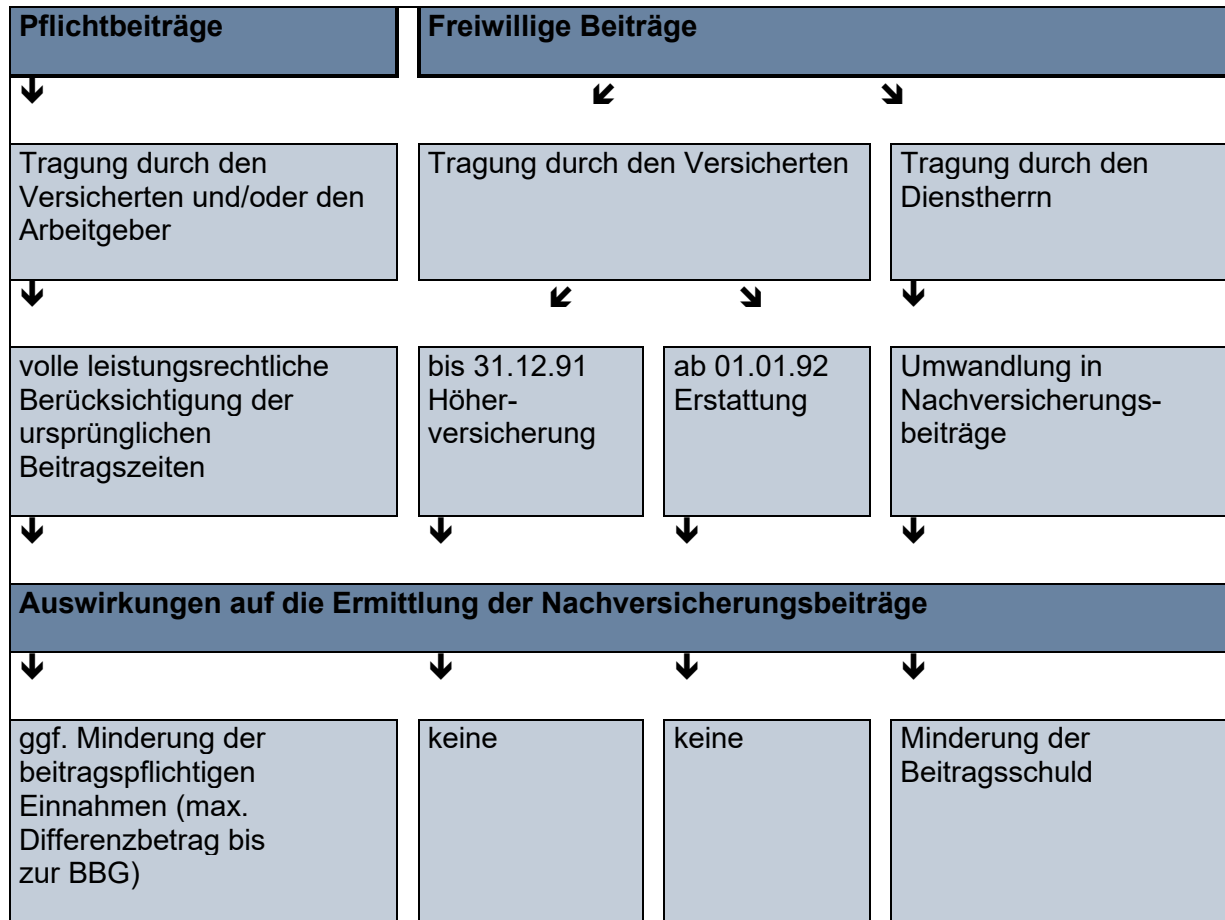 Pflichtbeiträge
Freiwillige Beiträge
Tragung durch den
Versicherten und/oder den
Arbeitgeber
Tragung durch den Versicherten
Tragung durch den
Dienstherrn
volle leistungsrechtliche
Berücksichtigung der
ursprünglichen
Beitragszeiten
bis 31.12.91
Höher-
versicherung
ab 01.01.92
Erstattung
Umwandlung in
Nachversicherungs-
beiträge
Auswirkungen auf die Ermittlung der Nachversicherungsbeiträge
ggf. Minderung der
beitragspflichtigen
Einnahmen (max.
Differenzbetrag bis
zur BBG)
keine
keine
Minderung der
Beitragsschuld